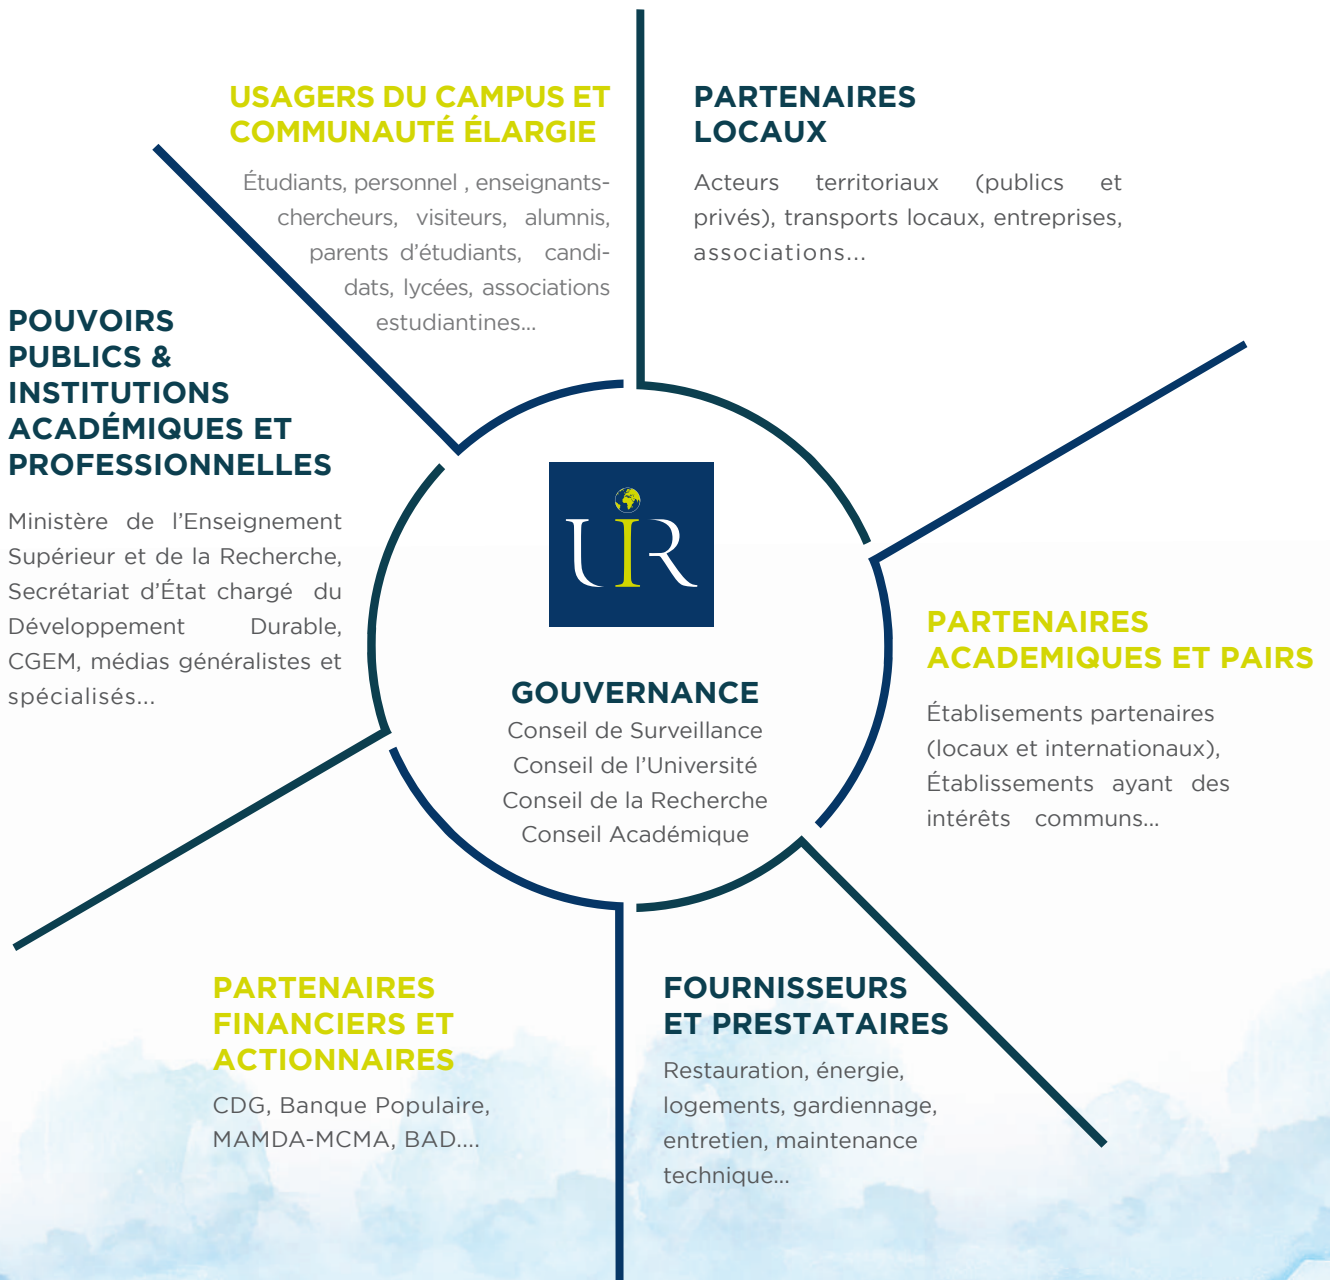 USAGERS DU CAMPUS ET
COMMUNAUTÉ ÉLARGIE
Étudiants, personnel , enseignants-
chercheurs, visiteurs, alumnis,
parents d’étudiants, candi-
dats, lycées, associations
estudiantines...
PARTENAIRES
LOCAUX
Acteurs territoriaux (publics et
privés), transports locaux, entreprises,
associations...
POUVOIRS
PUBLICS &
INSTITUTIONS
ACADÉMIQUES ET
PROFESSIONNELLES
Ministère de l’Enseignement
Supérieur et de la Recherche,
Secrétariat d’État chargé du
Développement Durable,
CGEM, médias généralistes et
spécialisés...
UIR
GOUVERNANCE
Conseil de Surveillance
Conseil de l’Université
Conseil de la Recherche
Conseil Académique
PARTENAIRES
ACADEMIQUES ET PAIRS
Établisements partenaires
(locaux et internationaux),
Établissements ayant des
intérêts communs...
PARTENAIRES
FINANCIERS ET
ACTIONNAIRES
CDG, Banque Populaire,
MAMDA-MCMA, BAD....
FOURNISSEURS
ET PRESTATAIRES
Restauration, énergie,
logements, gardiennage,
entretien, maintenance
technique...